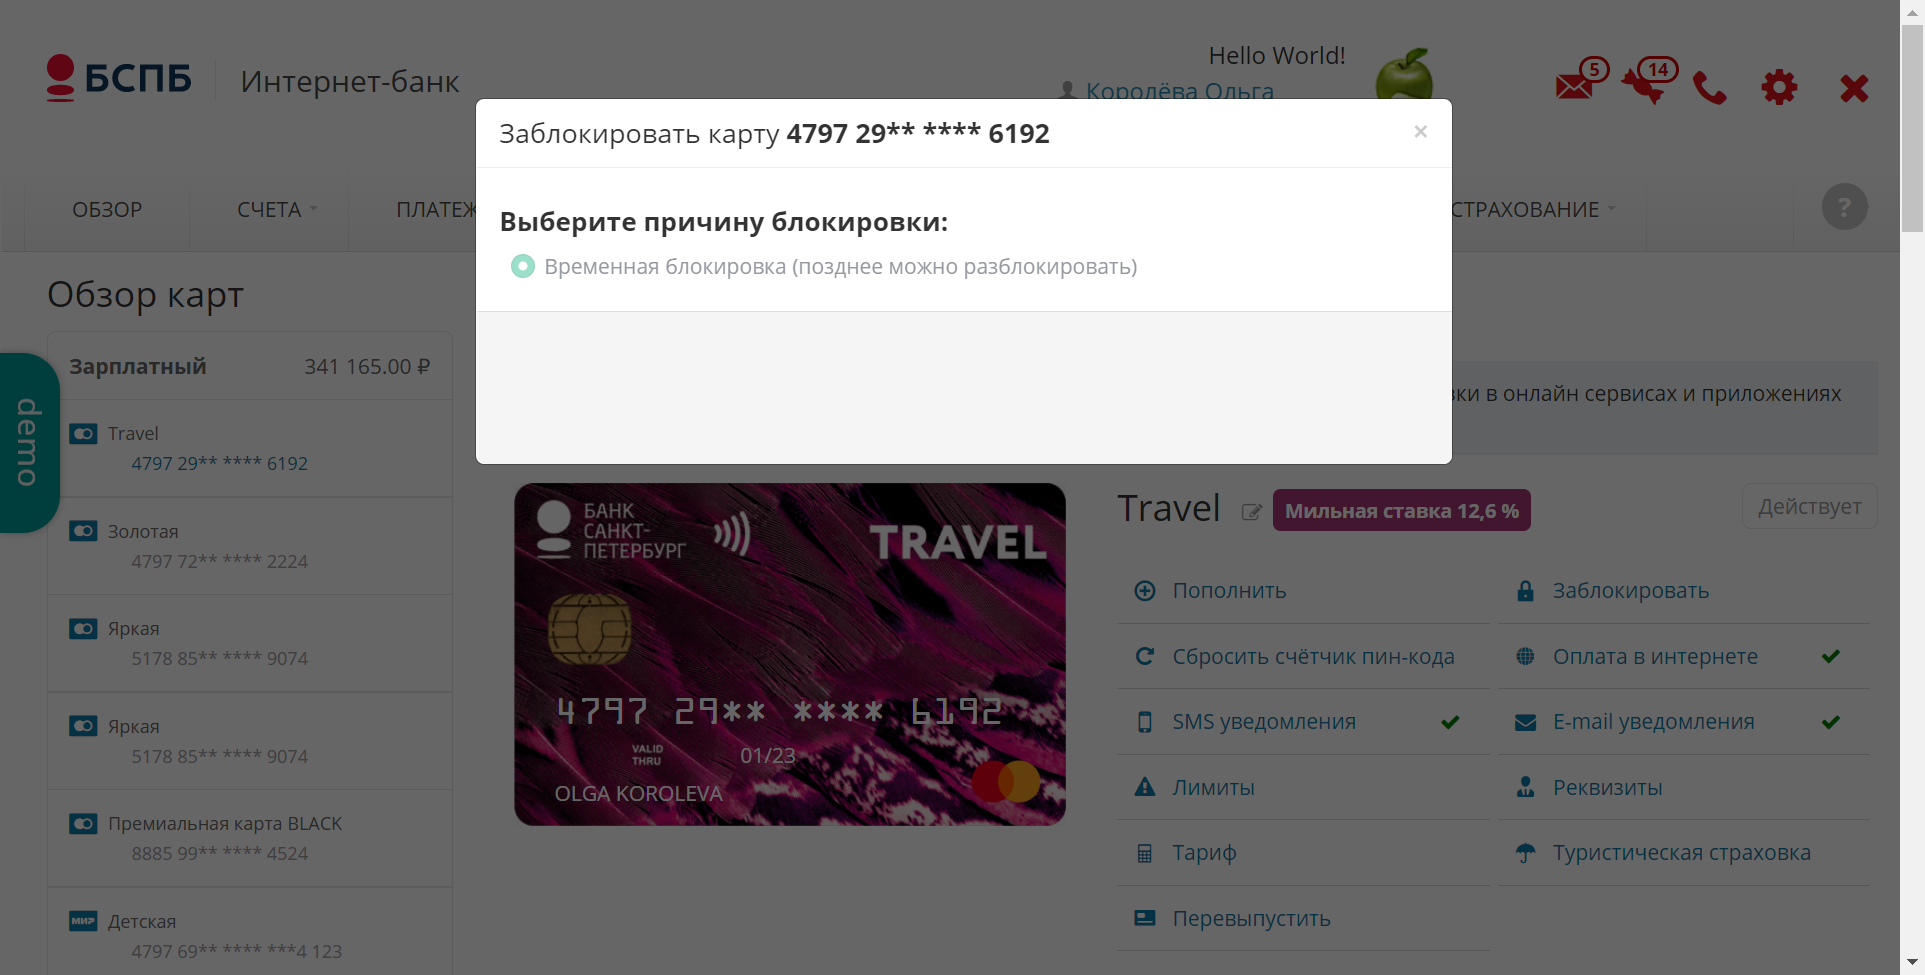 БСПБ
Интернет-банк
Hello World!
Королёва Ольга
5
14
Заблокировать карту 4797 29** **** 6192
×
Выберите причину блокировки:
Временная блокировка (позднее можно разблокировать)
ОБЗОР
СЧЕТА
ПЛАТЕЖ
СТРАХОВАНИЕ
?
Обзор карт
Зарплатный 341 165.00 ₽
Travel
4797 29** **** 6192
Золотая
4797 72** **** 2224
Яркая
5178 85** **** 9074
Яркая
5178 85** **** 9074
Премиальная карта BLACK
8885 99** **** 4524
МИР
Детская
4797 69** **** ***4 123
demo
вки в онлайн сервисах и приложениях
БАНК
САНКТ-
ПЕТЕРБУРГ
TRAVEL
4797 29** **** 6192
VALID
THRU
01/23
OLGA KOROLEVA
Travel
Мильная ставка 12,6 %
Действует
Пополнить
Заблокировать
Сбросить счётчик пин-кода
Оплата в интернете
SMS уведомления
E-mail уведомления
Лимиты
Реквизиты
Тариф
Туристическая страховка
Перевыпустить